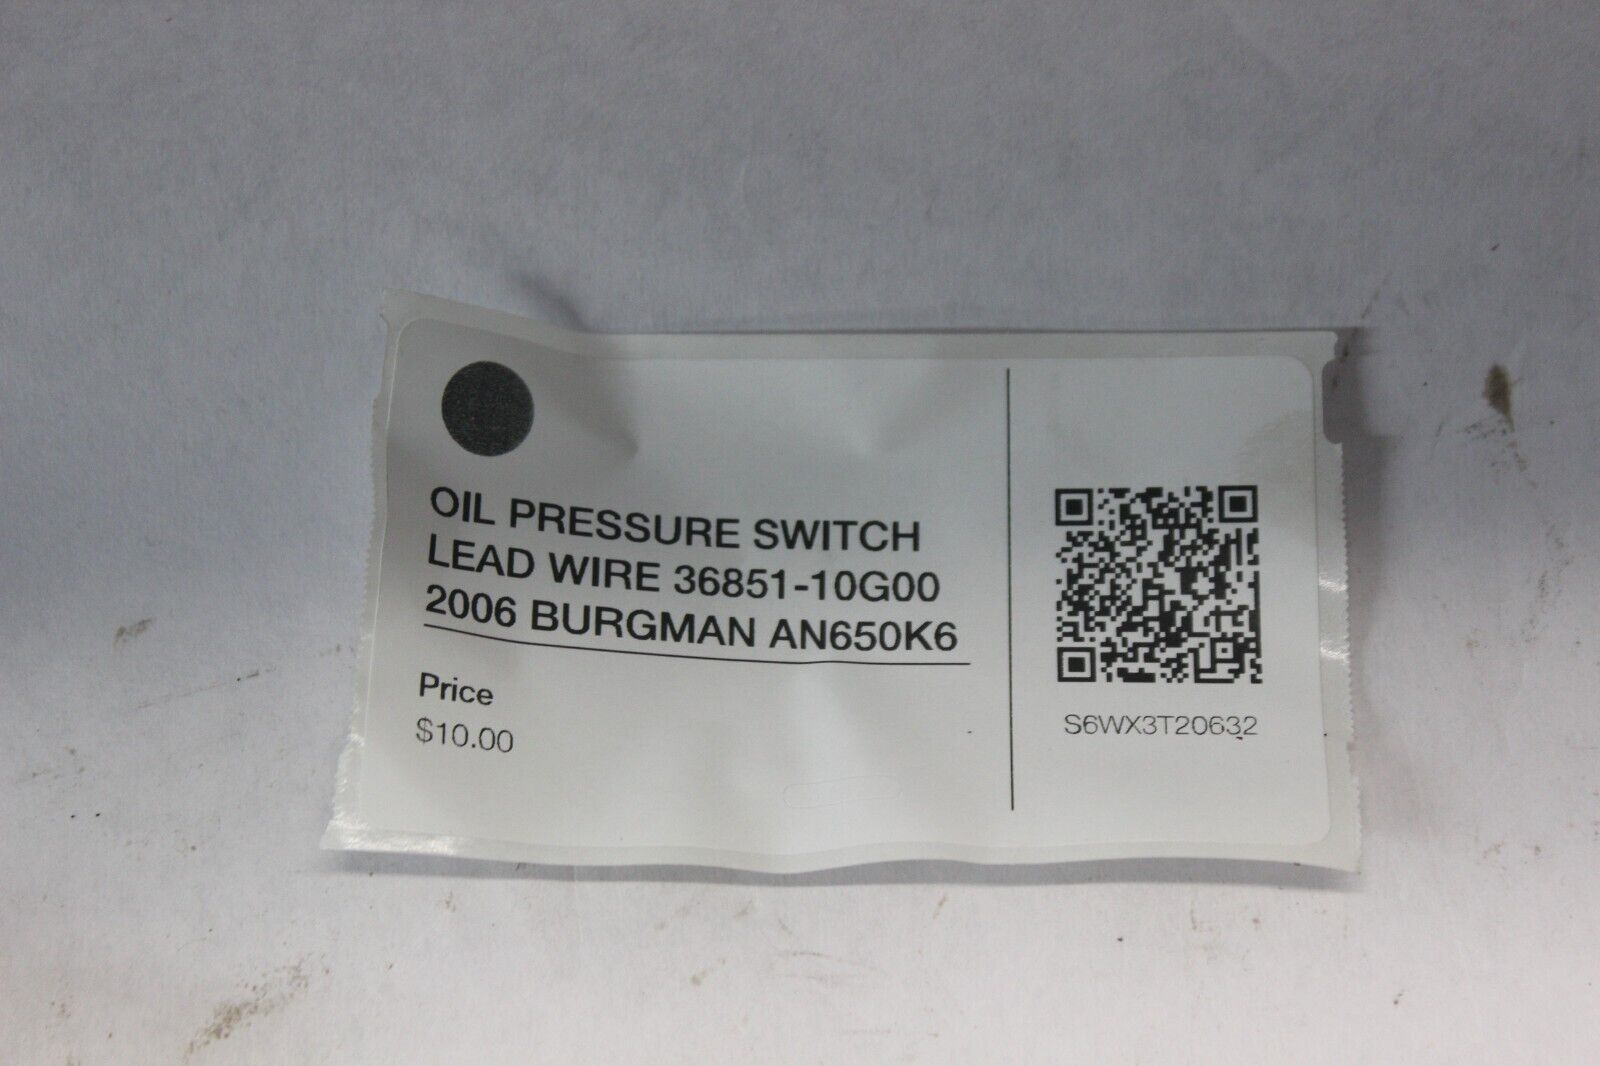 OIL PRESSURE SWITCH
LEAD WIRE 36851-10G00
2006 BURGMAN AN650K6
Price
$10.00
S6WX3T20632